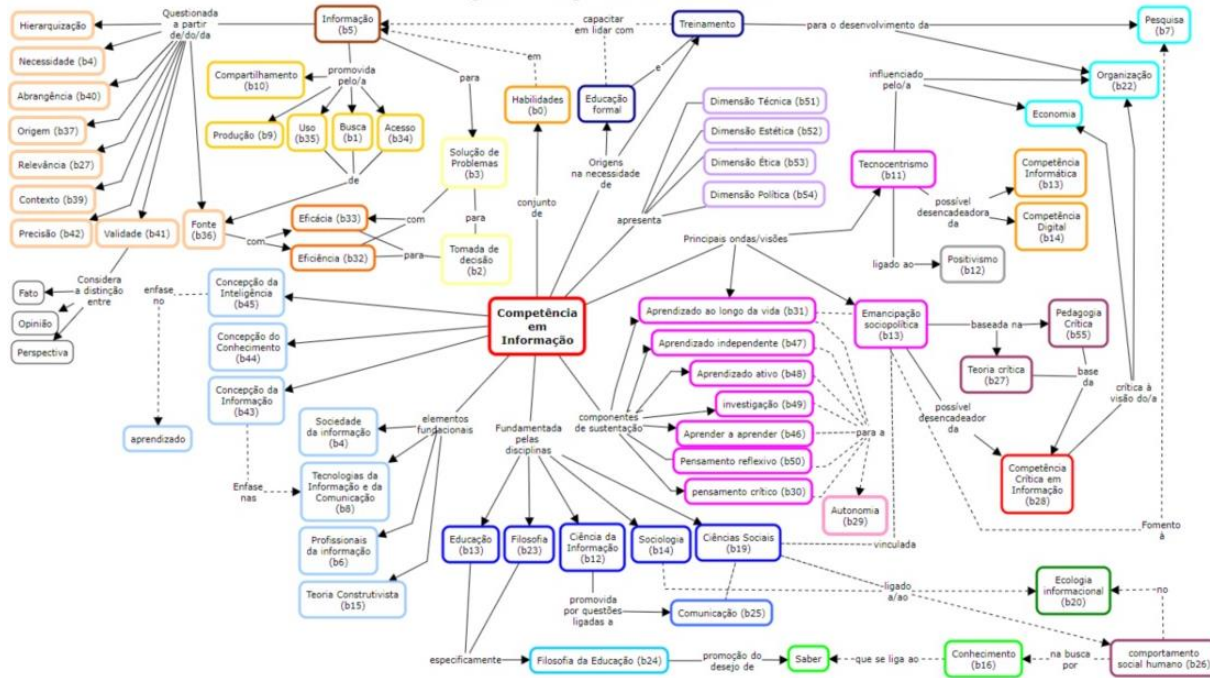 Hierarquização
Questionada
a partir
de/do/da
Informação
(b5)
capacitar
em lidar com
Treinamento
para o desenvolvimento da
Pesquisa
(b7)
Necessidade (b4)
Abrangência (b40)
Origem (b37)
Relevância (b27)
Contexto (b39)
Precisão (b42)
Validade (b41)
Fonte
(b36)
Compartilhamento
(b10)
promovida
pelo/a
Produção (b9)
Uso
(b35)
Busca
(b1)
Acesso
(b34)
de
para
em
Habilidades
(b0)
Educação
formal
e
Solução de
Problemas
(b3)
com
para
Tomada de
decisão
(b2)
Eficácia (b33)
Eficiência (b32)
com
para
conjunto
de
Origens
na necessidade
de
apresenta
Dimensão Técnica (b51)
Dimensão Estética (b52)
Dimensão Ética (b53)
Dimensão Política (b54)
influenciado
pelo/a
Organização
(b22)
Economia
Tecnocentrismo
(b11)
possível
desencadeadora
da
Competência
Informática
(b13)
Competência
Digital
(b14)
ligado ao
Positivismo
(b12)
Principais ondas/visões
Considera
a distinção
entre
Fato
Opinião
Perspectiva
enfase
no
aprendizado
Concepção da
Inteligência
(b45)
Concepção do
Conhecimento
(b44)
Concepção da
Informação
(b43)
Enfase
nas
Competência
em
Informação
elementos
fundacionais
Sociedade
da informação
(b4)
Tecnologias da
Informação e da
Comunicação
(b8)
Profissionais
da informação
(b6)
Teoria Construtivista
(b15)
Fundamentada
pelas
disciplinas
componentes
de sustentação
Aprendizado ao longo da vida (b31)
Aprendizado independente (b47)
Aprendizado ativo (b48)
investigação (b49)
Aprender a aprender (b46)
Pensamento reflexivo (b50)
pensamento crítico (b30)
para a
Autonomia
(b29)
Emancipação
sociopolítica
(b13)
baseada na
Pedagogia
Crítica
(b55)
Teoria crítica
(b27)
base
da
crítica à
visão do/a
possível
desencadeador
da
Competência
Crítica em
Informação
(b28)
Fomento
à
vinculada
Educação
(b13)
Filosofia
(b23)
Ciência da
Informação
(b12)
Sociologia
(b14)
Ciências Sociais
(b19)
promovida
por questões
ligadas a
Comunicação (b25)
ligado
a/ao
Ecologia
informacional
(b20)
no
especificamente
Filosofia da Educação (b24)
promoção do
desejo de
Saber
que se liga ao
Conhecimento
(b16)
na busca
por
comportamento
social humano (b26)